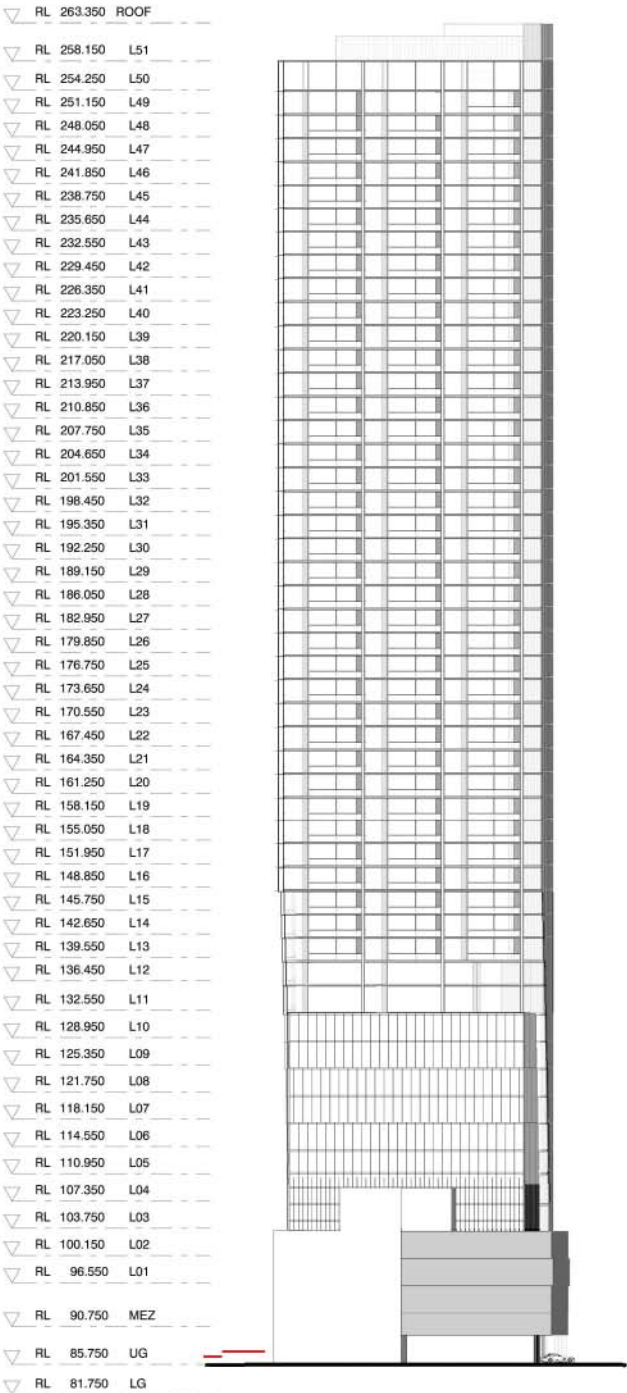 RL 263.350 ROOF
RL 258.150 L51
RL 254.250 L50
RL 251.150 L49
RL 248.050 L48
RL 244.950 L47
RL 241.850 L46
RL 238.750 L45
RL 235.650 L44
RL 232.550 L43
RL 229.450 L42
RL 226.350 L41
RL 223.250 L40
RL 220.150 L39
RL 217.050 L38
RL 213.950 L37
RL 210.850 L36
RL 207.750 L35
RL 204.650 L34
RL 201.550 L33
RL 198.450 L32
RL 195.350 L31
RL 192.250 L30
RL 189.150 L29
RL 186.050 L28
RL 182.950 L27
RL 179.850 L26
RL 176.750 L25
RL 173.650 L24
RL 170.550 L23
RL 167.450 L22
RL 164.350 L21
RL 161.250 L20
RL 158.150 L19
RL 155.050 L18
RL 151.950 L17
RL 148.850 L16
RL 145.750 L15
RL 142.650 L14
RL 139.550 L13
RL 136.450 L12
RL 132.550 L11
RL 128.950 L10
RL 125.350 L09
RL 121.750 L08
RL 118.150 L07
RL 114.550 L06
RL 110.950 L05
RL 107.350 L04
RL 103.750 L03
RL 100.150 L02
RL 96.550 L01
RL 90.750 MEZ
RL 85.750 UG
RL 81.750 LG